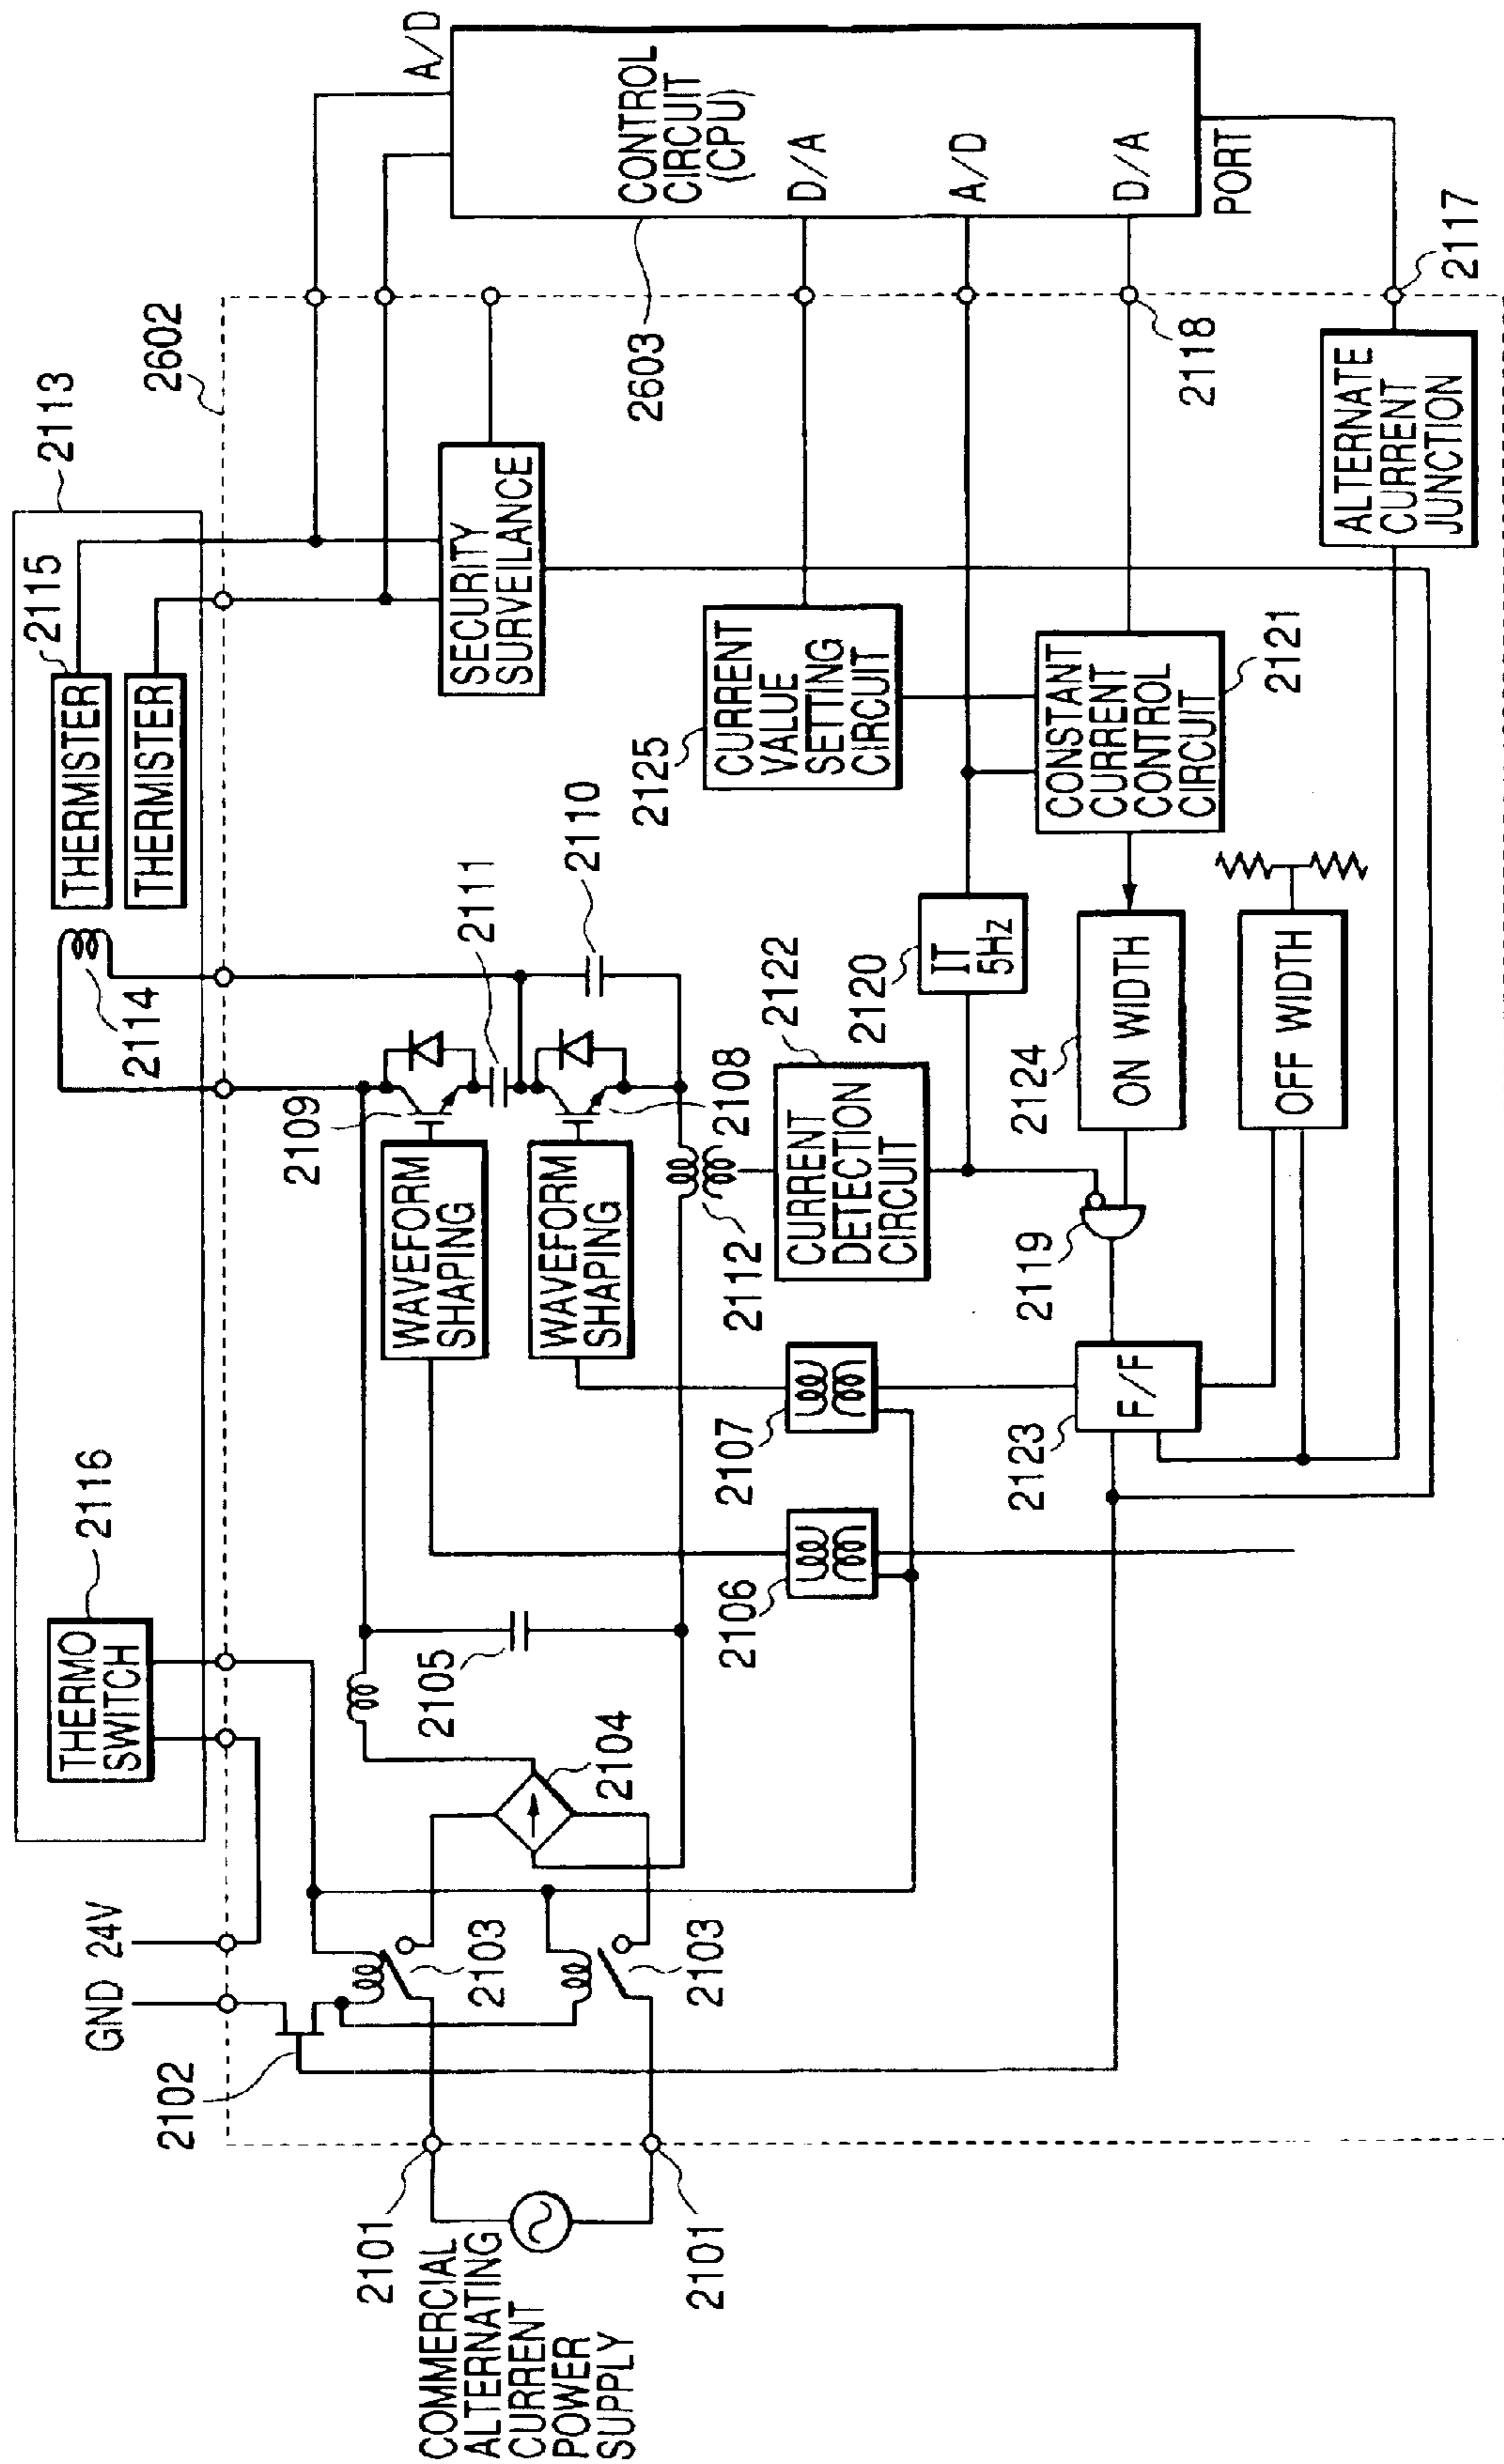 2113
2116
THERMO
SWITCH
2115
THERMISTER
THERMISTER
2114
2602
GND
24V
2102
A/D
2109
2111
2110
SECURITY
SURVEILANCE
WAVEFORM
SHAPING
WAVEFORM
SHAPING
2108
2101
2103
2103
2104
2105
COMMERCIAL
ALTERNATING
CURRENT
POWER
SUPPLY
2101
2112
2603
CONTROL
CIRCUIT
(CPU)
D/A
A/D
D/A
PORT
2106
2107
CURRENT
DETECTION
CIRCUIT
2122
2125
CURRENT
VALUE
SETTING
CIRCUIT
2120
IT
5Hz
2118
2123
F/F
2119
2124
ON WIDTH
CONSTANT
CURRENT
CONTROL
CIRCUIT
2121
OFF WIDTH
ALTERNATE
CURRENT
JUNCTION
2117